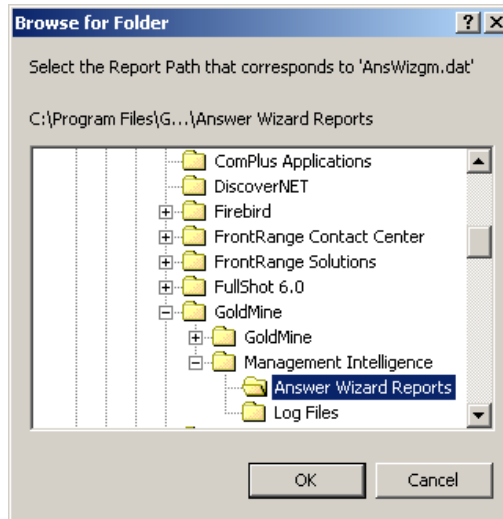 Browse for Folder
Select the Report Path that corresponds to 'AnsWizgm.dat'
C:\Program Files\G...\Answer Wizard Reports
ComPlus Applications
DiscoverNET
Firebird
FrontRange Contact Center
FrontRange Solutions
FullShot 6.0
GoldMine
GoldMine
Management Intelligence
Answer Wizard Reports
Log Files
OK Cancel